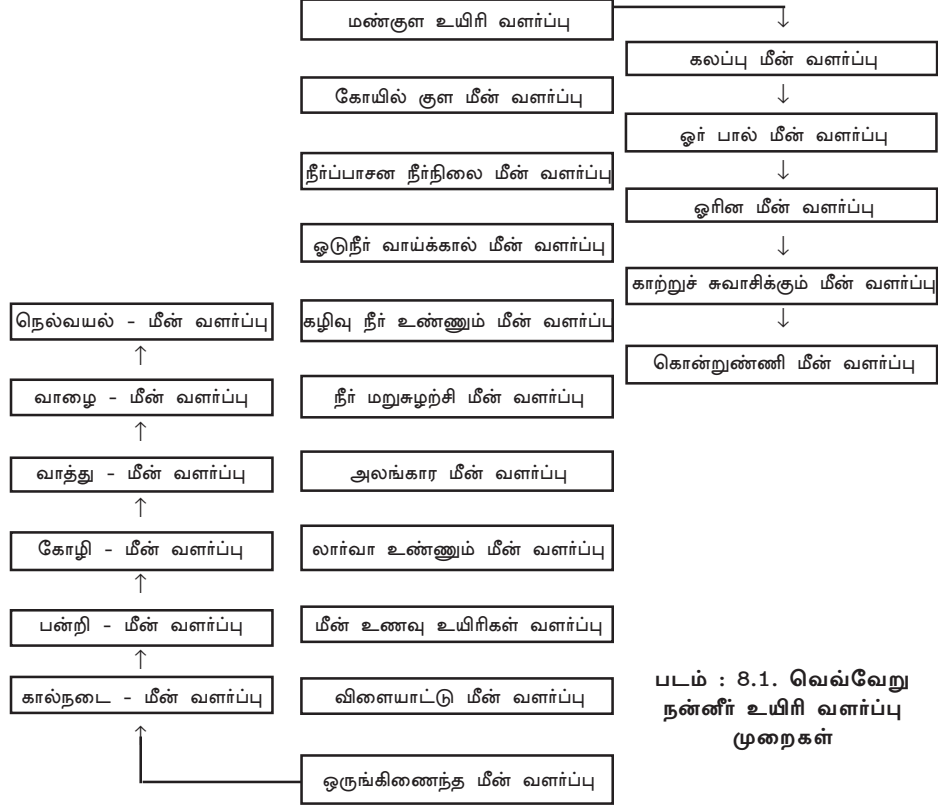 மண்குள உயிரி வளர்ப்பு
கோயில் குள மீன் வளர்ப்பு
நீர்ப்பாசன நீர்நிலை மீன் வளர்ப்பு
ஓடுநீர் வாய்க்கால் மீன் வளர்ப்பு
கழிவு நீர் உண்ணும் மீன் வளர்ப்பு
நீர் மறுசுழற்சி மீன் வளர்ப்பு
அலங்கார மீன் வளர்ப்பு
லார்வா உண்ணும் மீன் வளர்ப்பு
மீன் உணவு உயிரிகள் வளர்ப்பு
விளையாட்டு மீன் வளர்ப்பு
ஒருங்கிணைந்த மீன் வளர்ப்பு
கலப்பு மீன் வளர்ப்பு
ஓர் பால் மீன் வளர்ப்பு
ஓரின மீன் வளர்ப்பு
காற்றுச் சுவாசிக்கும் மீன் வளர்ப்பு
கொன்றுண்ணி மீன் வளர்ப்பு
நெல்வயல் - மீன் வளர்ப்பு
வாழை - மீன் வளர்ப்பு
வாத்து - மீன் வளர்ப்பு
கோழி - மீன் வளர்ப்பு
பன்றி - மீன் வளர்ப்பு
கால்நடை - மீன் வளர்ப்பு
படம் : 8.1. வெவ்வேறு
நன்னீர் உயிரி வளர்ப்பு
முறைகள்